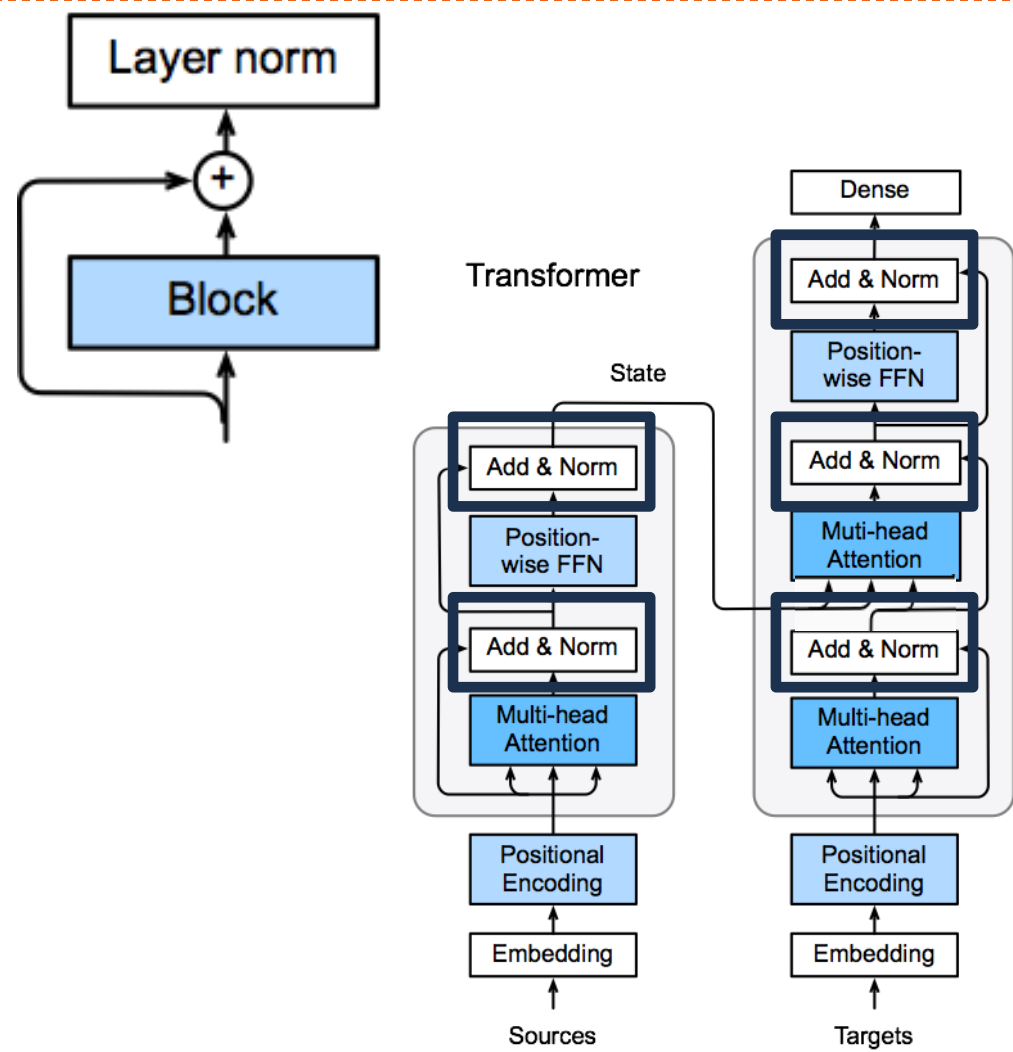 Layer norm
+
Block
Transformer
State
Add & Norm
Position-
wise FFN
Add & Norm
Multi-head
Attention
Positional
Encoding
Embedding
Sources
Dense
Add & Norm
Position-
wise FFN
Add & Norm
Muti-head
Attention
Add & Norm
Multi-head
Attention
Positional
Encoding
Embedding
Targets